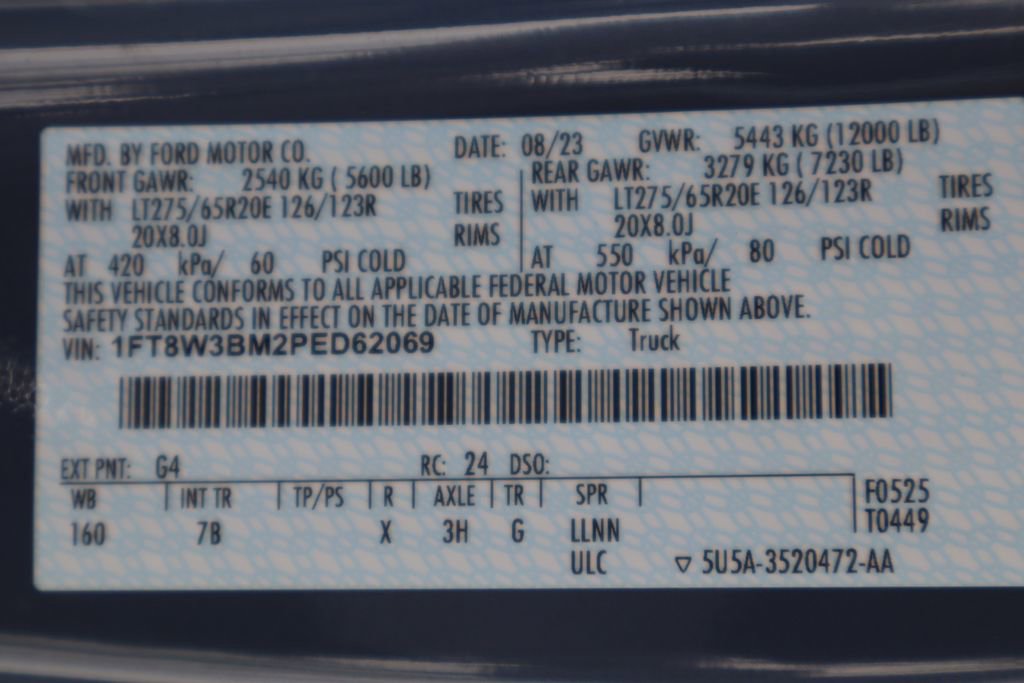 MFD. BY FORD MOTOR CO. DATE: 08/23 GVWR: 5443 KG (12000 LB)
FRONT GAWR: 2540 KG ( 5600 LB) REAR GAWR: 3279 KG ( 7230 LB)
WITH LT275/65R20E 126/123R TIRES WITH LT275/65R20E 126/123R TIRES
20X8.0J RIMS 20X8.0J RIMS
AT 420 kPa/ 60 PSI COLD AT 550 kPa/ 80 PSI COLD
THIS VEHICLE CONFORMS TO ALL APPLICABLE FEDERAL MOTOR VEHICLE
SAFETY STANDARDS IN EFFECT ON THE DATE OF MANUFACTURE SHOWN ABOVE.
VIN: 1FT8W3BM2PED62069 TYPE: Truck
EXT PNT: G4 RC: 24 DSO:
WB INT TR TP/PS R AXLE TR SPR F0525
160 7B X 3H G LLNN T0449
ULC ▽ 5U5A-3520472-AA